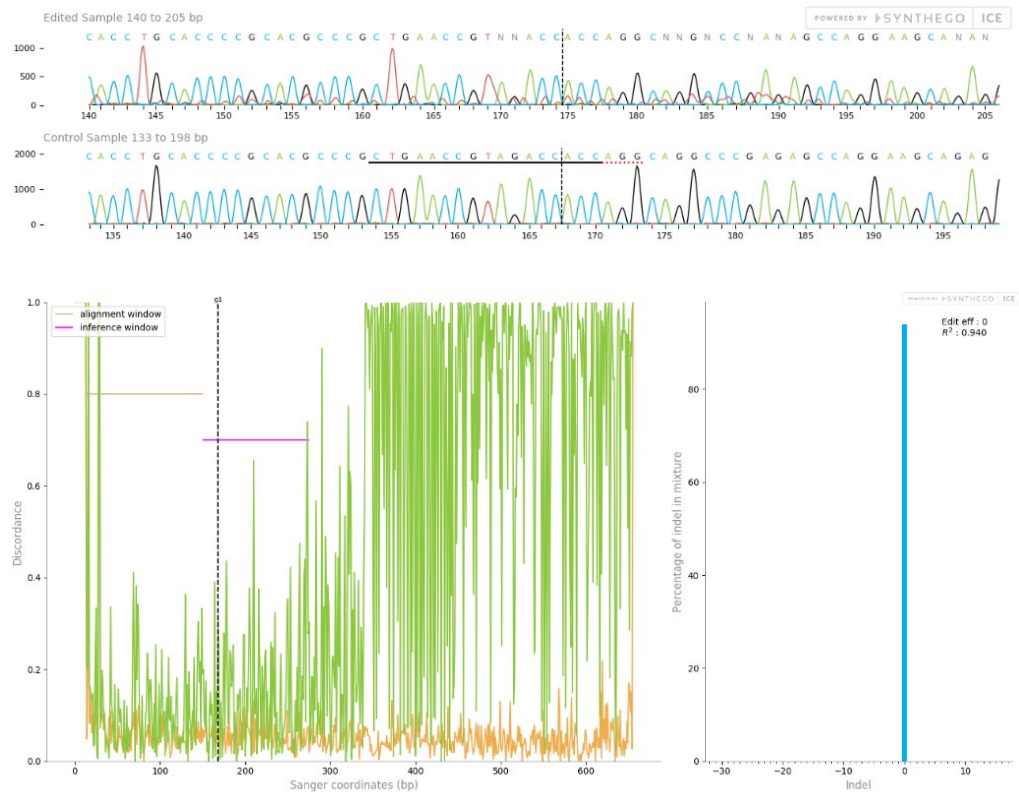 Edited Sample 140 to 205 bp
POWERED BY SYNTHEGO ICE
C A C C T G C A C C C C G C A C G C C C G C T G A A C C G T N N A C C A C C A G G C N N G N C C N A N A G C C A G G A A G C A N A N
1000
500
0
140 145 150 155 160 165 170 175 180 185 190 195 200 205
Control Sample 133 to 198 bp
C A C C T G C A C C C C G C A C G C C C G C T G A A C C G T A G A C C A C C A G G C A G G C C C G A G A G C C A G G A A G C A G A G
2000
1000
0
135 140 145 150 155 160 165 170 175 180 185 190 195
g1
1.0
alignment window
inference window
0.8
0.6
0.4
0.2
0.0
Discordance
0 100 200 300 400 500 600
Sanger coordinates (bp)
POWERED BY SYNTHEGO ICE
Edit eff : 0
R² : 0.940
80
60
40
20
0
Percentage of indel in mixture
−30 −20 −10 0 10
Indel